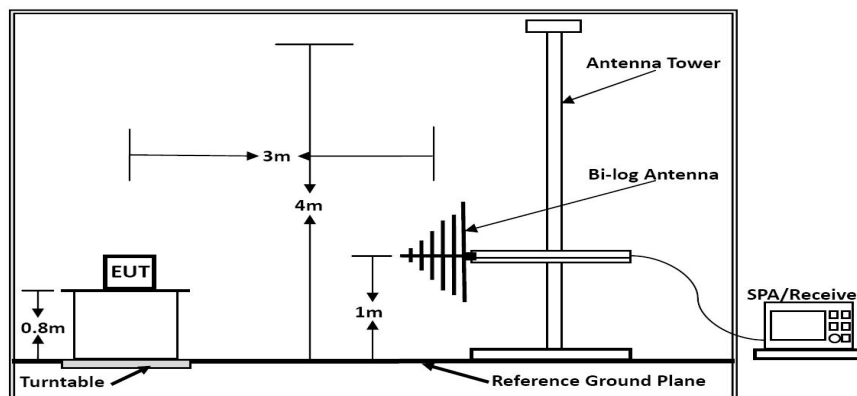 Antenna Tower
3m
Bi-log Antenna
4m
EUT
SPA/Receive
0.8m
1m
Turntable
Reference Ground Plane